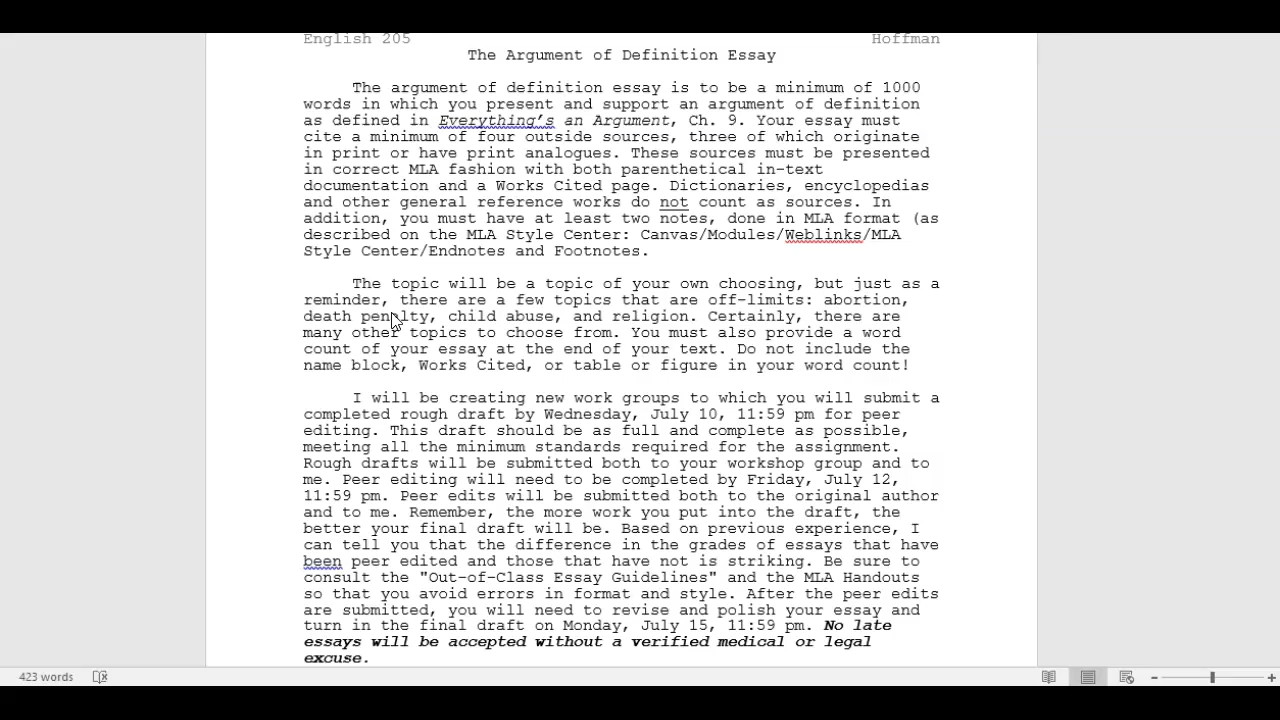 English 205 Hoffman
The Argument of Definition Essay
The argument of definition essay is to be a minimum of 1000
words in which you present and support an argument of definition
as defined in Everything's an Argument, Ch. 9. Your essay must
cite a minimum of four outside sources, three of which originate
in print or have print analogues. These sources must be presented
in correct MLA fashion with both parenthetical in-text
documentation and a Works Cited page. Dictionaries, encyclopedias
and other general reference works do not count as sources. In
addition, you must have at least two notes, done in MLA format (as
described on the MLA Style Center: Canvas/Modules/Weblinks/MLA
Style Center/Endnotes and Footnotes.
The topic will be a topic of your own choosing, but just as a
reminder, there are a few topics that are off-limits: abortion,
death penalty, child abuse, and religion. Certainly, there are
many other topics to choose from. You must also provide a word
count of your essay at the end of your text. Do not include the
name block, Works Cited, or table or figure in your word count!
I will be creating new work groups to which you will submit a
completed rough draft by Wednesday, July 10, 11:59 pm for peer
editing. This draft should be as full and complete as possible,
meeting all the minimum standards required for the assignment.
Rough drafts will be submitted both to your workshop group and to
me. Peer editing will need to be completed by Friday, July 12,
11:59 pm. Peer edits will be submitted both to the original author
and to me. Remember, the more work you put into the draft, the
better your final draft will be. Based on previous experience, I
can tell you that the difference in the grades of essays that have
been peer edited and those that have not is striking. Be sure to
consult the "Out-of-Class Essay Guidelines" and the MLA Handouts
so that you avoid errors in format and style. After the peer edits
are submitted, you will need to revise and polish your essay and
turn in the final draft on Monday, July 15, 11:59 pm. No late
essays will be accepted without a verified medical or legal
excuse.
423 words